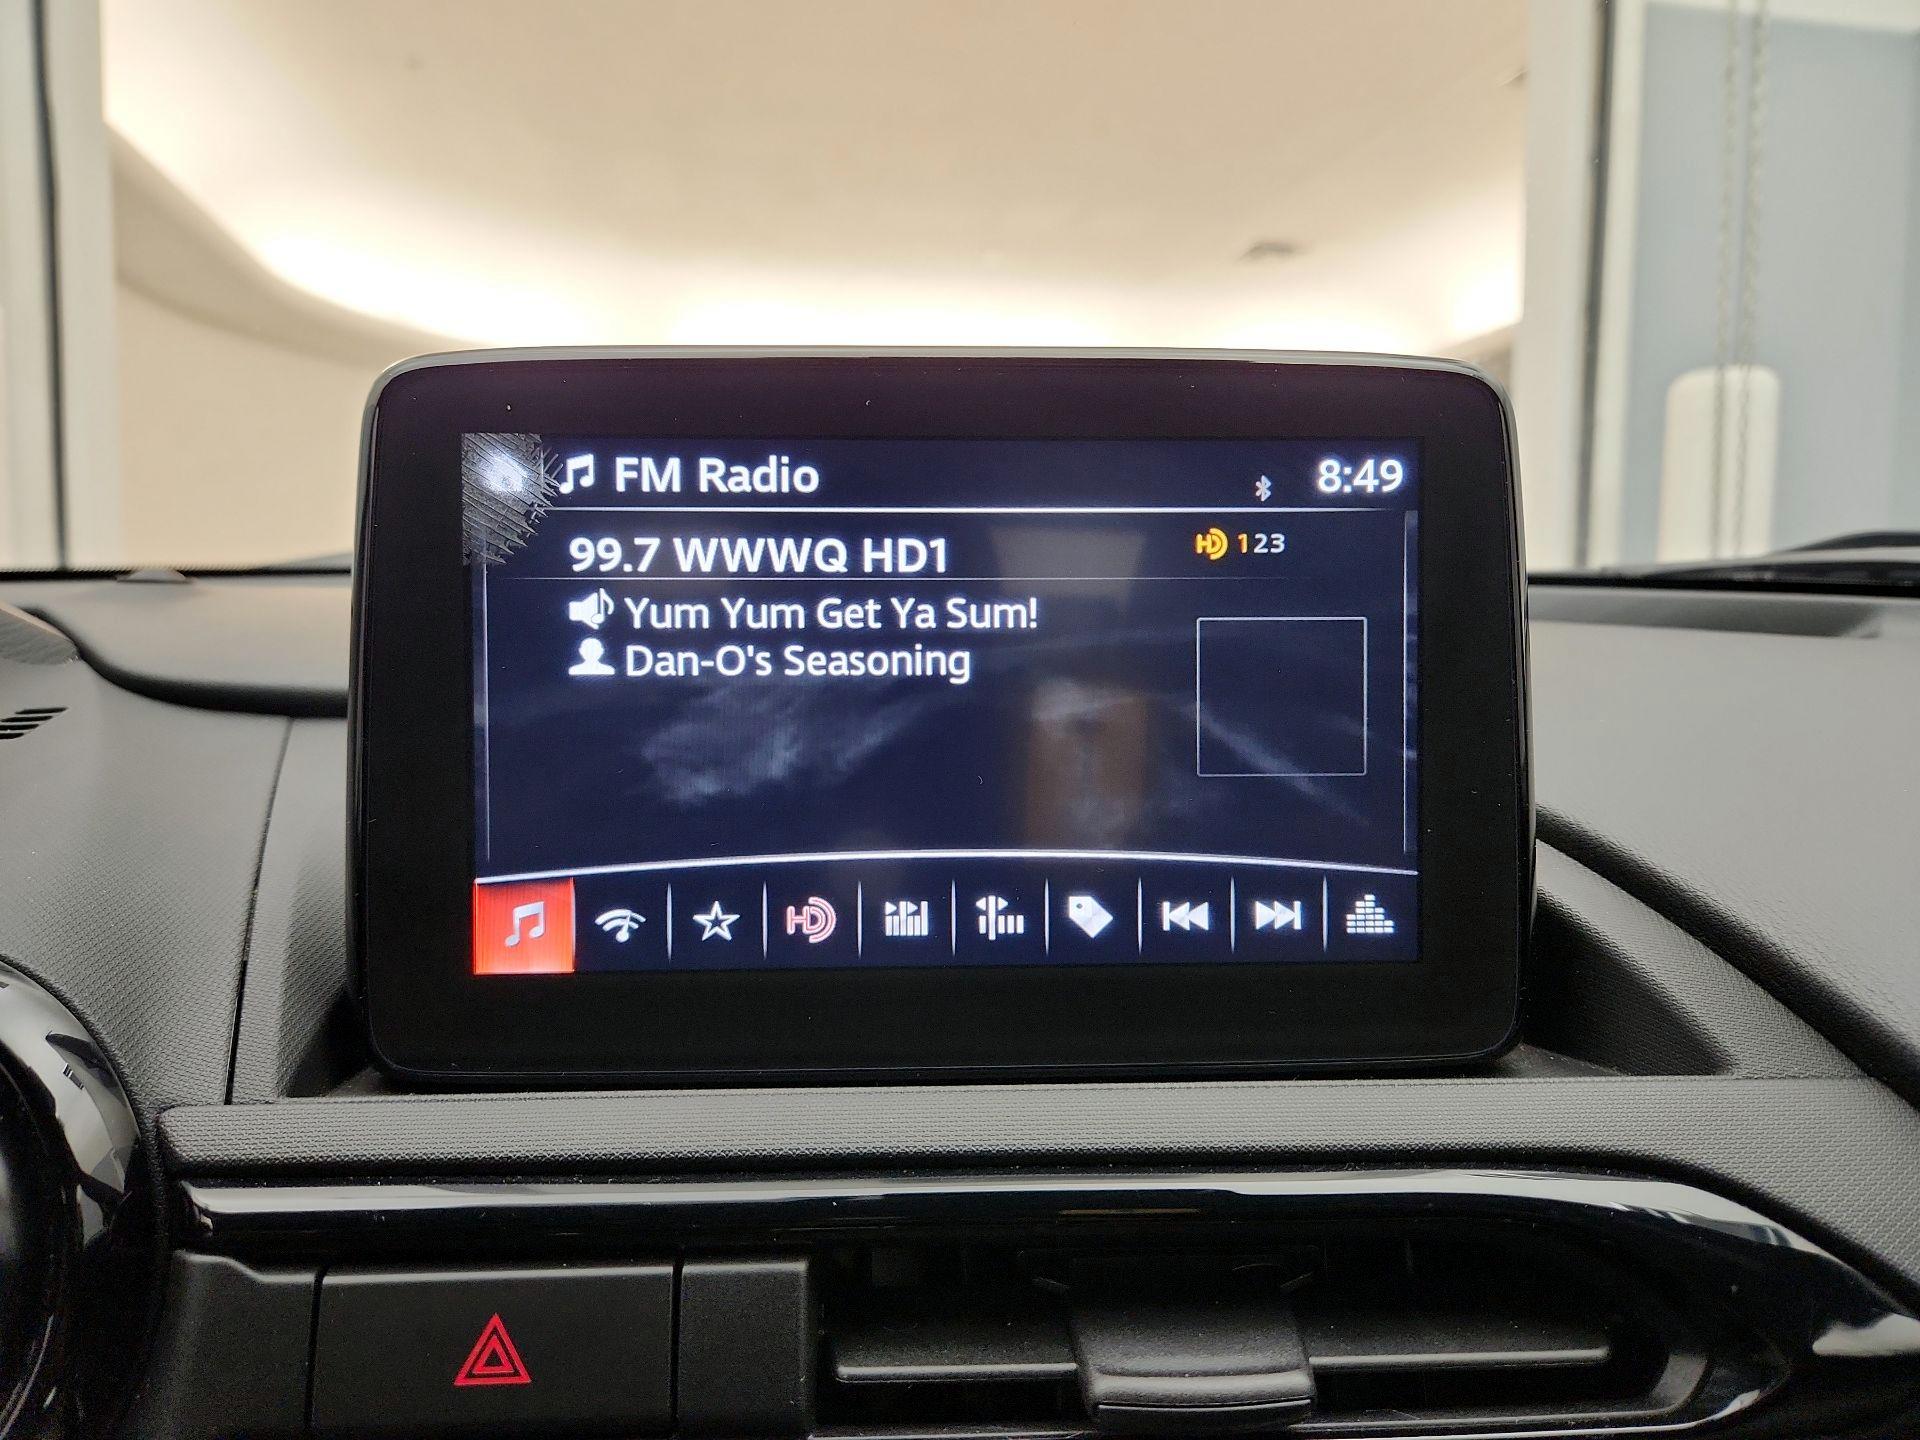 FM Radio
8:49
99.7 WWWQ HD1
HD 123
Yum Yum Get Ya Sum!
Dan-O's Seasoning
HD